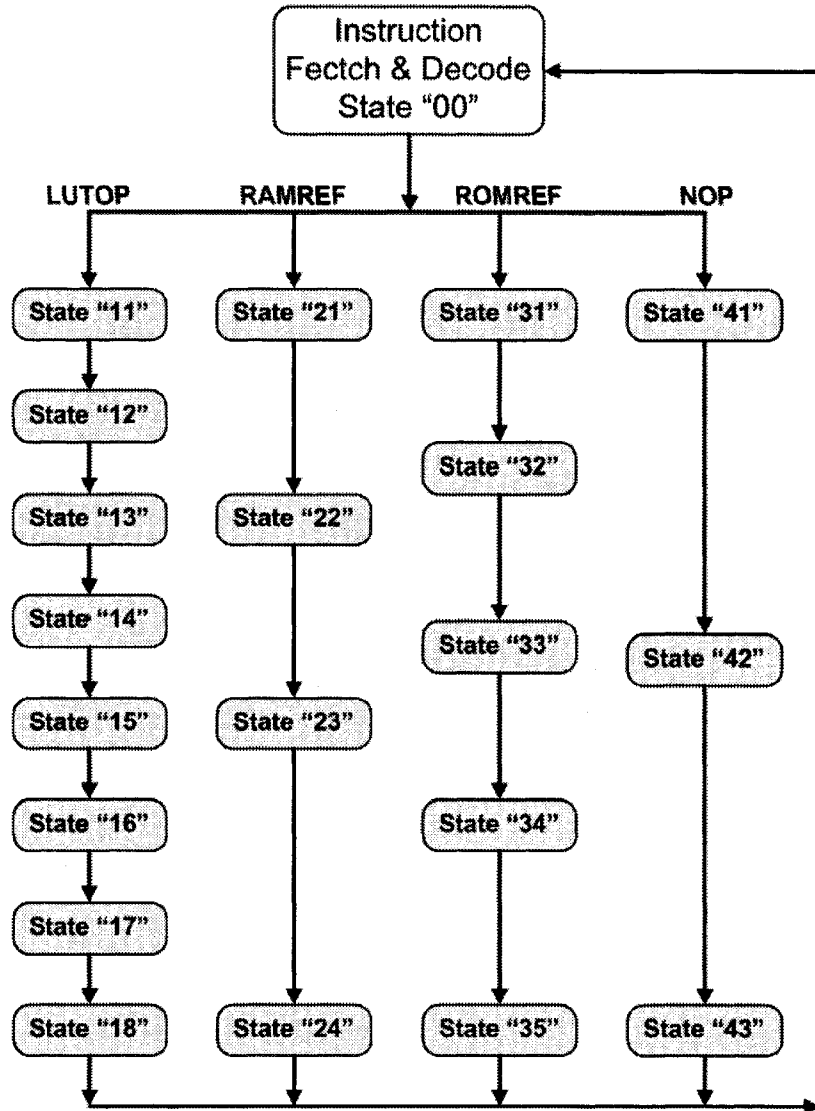 Instruction
Fectch & Decode
State “00”
LUTOP RAMREF ROMREF NOP
State “11” State “21” State “31” State “41”
State “12”
State “32”
State “13” State “22”
State “14”
State “33”
State “42”
State “15” State “23”
State “16” State “34”
State “17”
State “18” State “24” State “35” State “43”